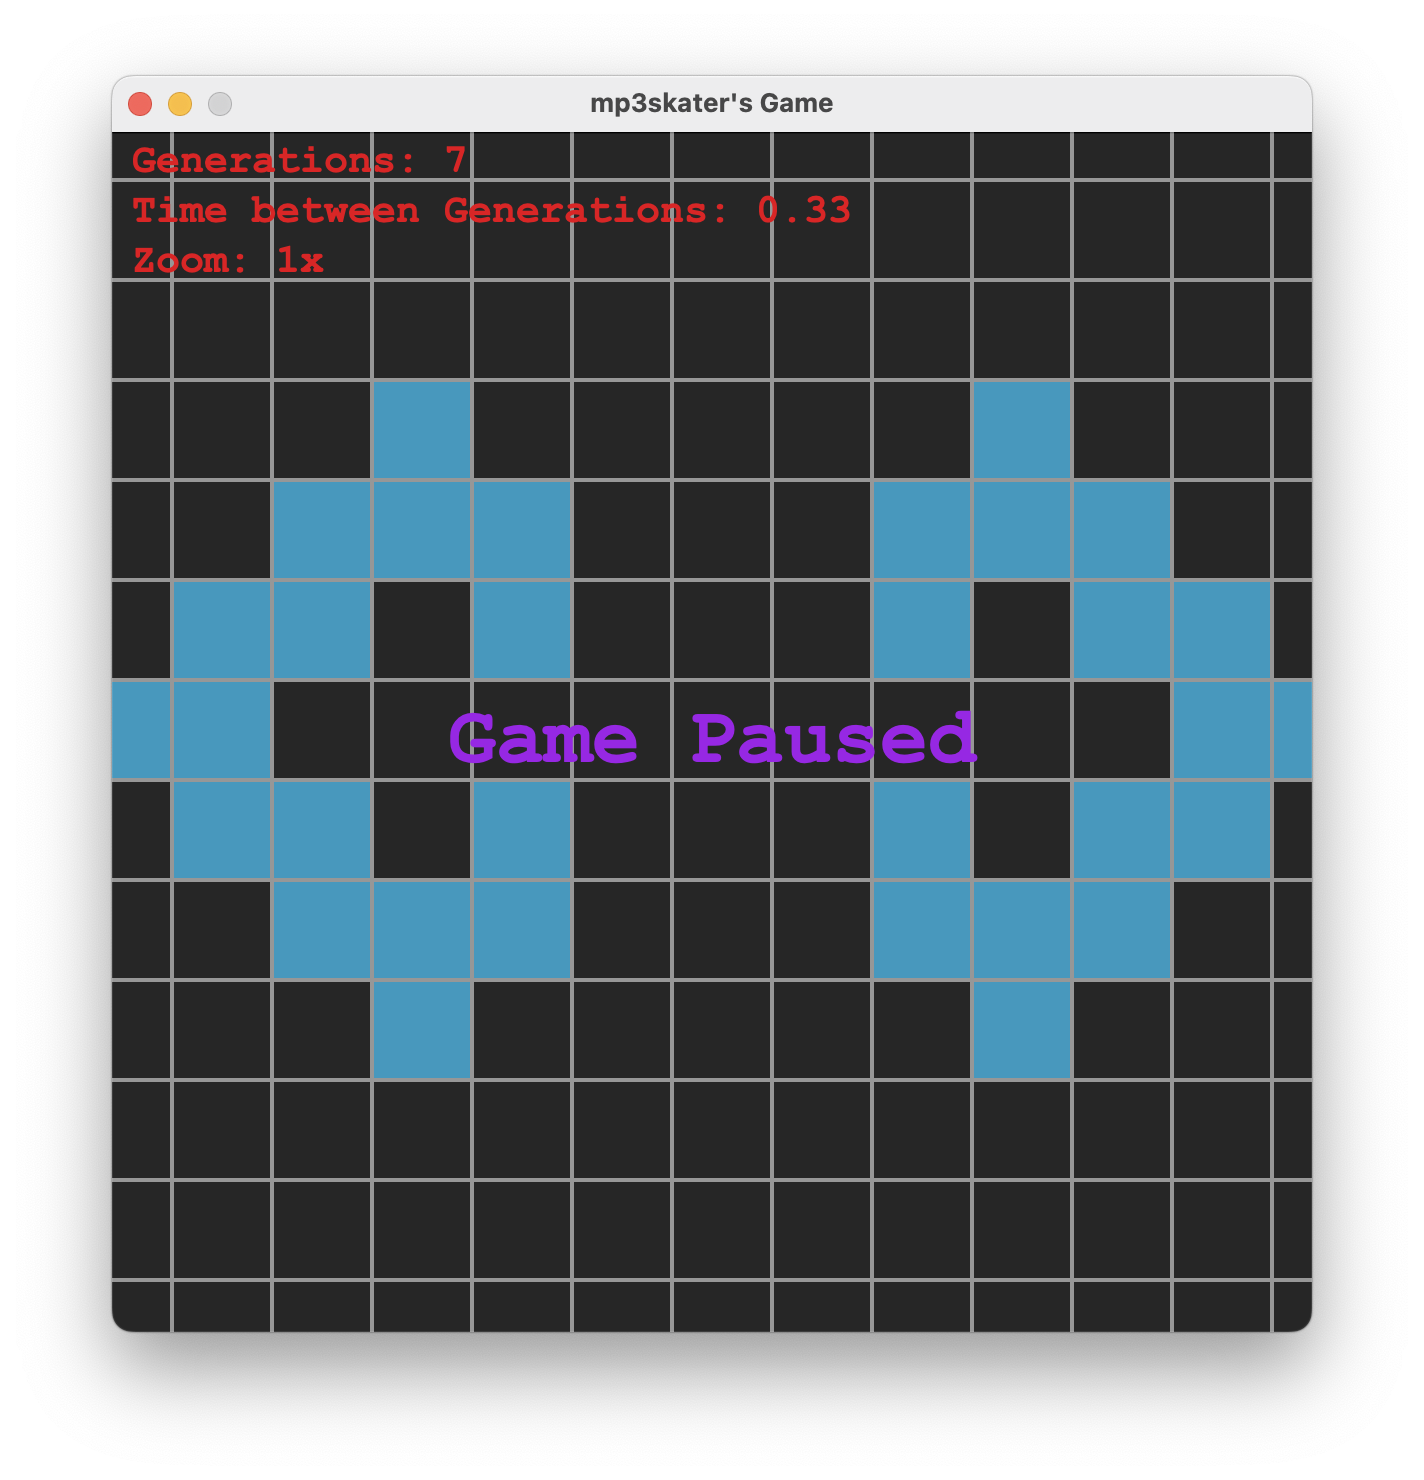 mp3skater's Game
Generations: 7
Time between Generations: 0.33
Zoom: 1x
Game Paused